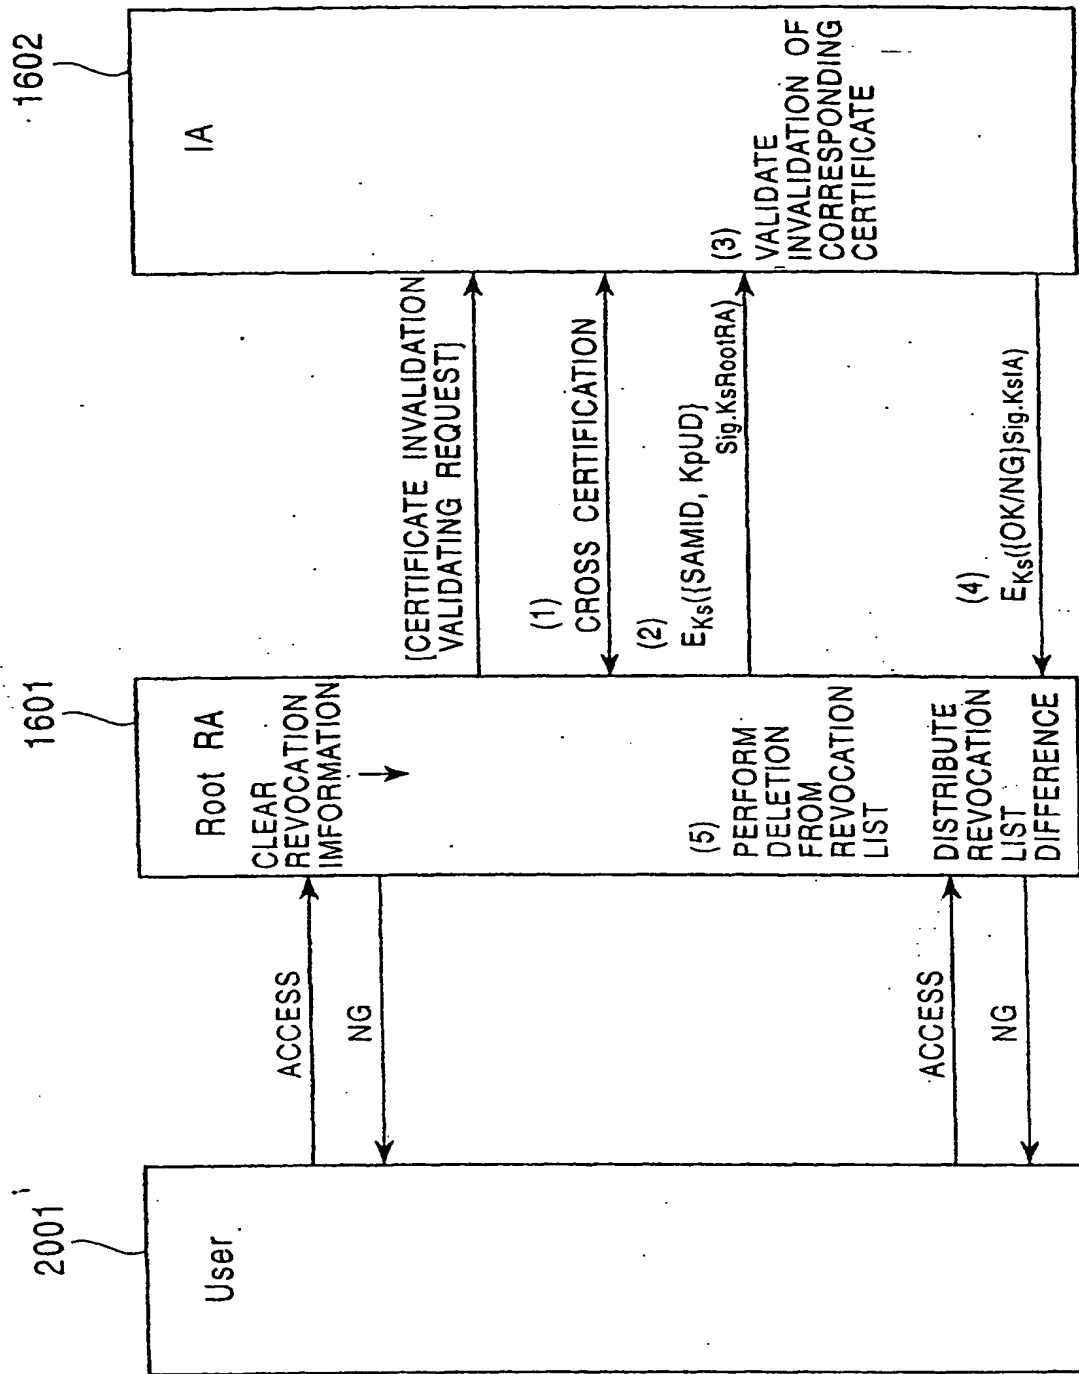 2001
User
ACCESS
NG
ACCESS
NG
1601
Root RA
CLEAR
REVOCATION
IMFORMATION
(5)
PERFORM
DELETION
FROM
REVOCATION
LIST
DISTRIBUTE
REVOCATION
LIST
DIFFERENCE
[CERTIFICATE INVALIDATION
VALIDATING REQUEST]
(1)
CROSS CERTIFICATION
(2)
EKs({SAMID, KpUD}
Sig.KsRootRA)
(4)
EKs({OK/NG}Sig.KsIA)
1602
IA
(3)
VALIDATE
INVALIDATION OF
CORRESPONDING
CERTIFICATE